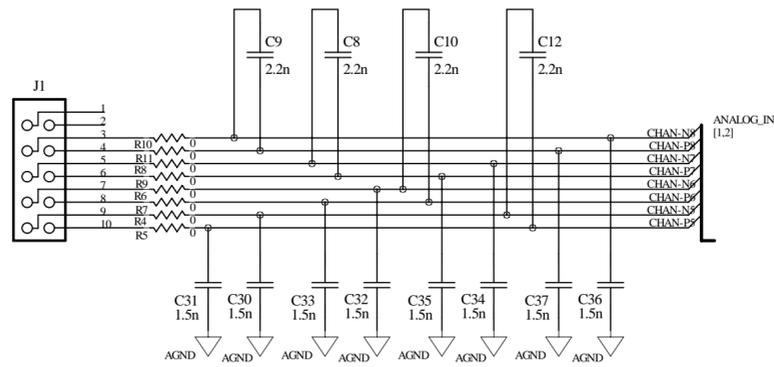 C9
C8
C10
C12
2.2n
2.2n
2.2n
2.2n
J1
1
2
3
4
5
6
7
8
9
10
R10
R11
R8
R9
R6
R7
R4
R5
0
0
0
0
0
0
0
0
ANALOG_IN
[1,2]
CHAN-N8
CHAN-P8
CHAN-N7
CHAN-P7
CHAN-N6
CHAN-P6
CHAN-N5
CHAN-P5
C31
C30
C33
C32
C35
C34
C37
C36
1.5n
1.5n
1.5n
1.5n
1.5n
1.5n
1.5n
1.5n
AGND
AGND
AGND
AGND
AGND
AGND
AGND
AGND